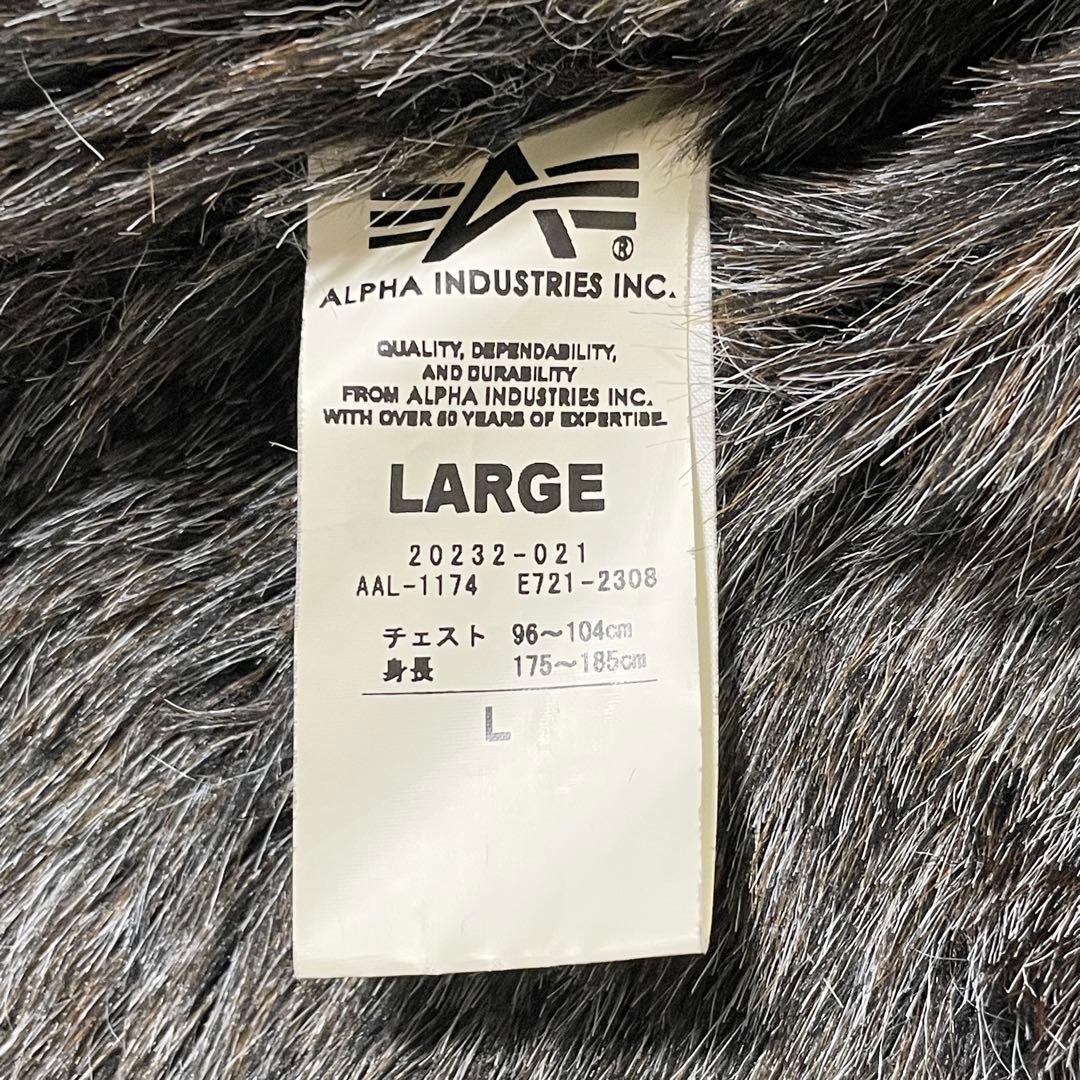 ®
ALPHA INDUSTRIES INC.
QUALITY, DEPENDABILITY,
AND DURABILITY
FROM ALPHA INDUSTRIES INC.
WITH OVER 50 YEARS OF EXPERTISE.
LARGE
20232-021
AAL-1174 E721-2308
チェスト 96～104cm
身長 175～185cm
L